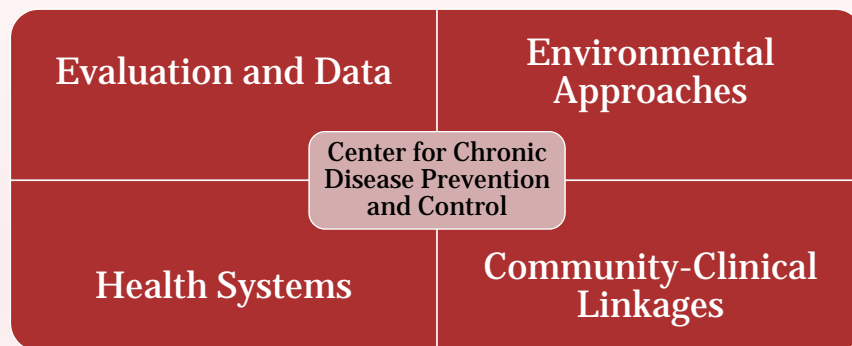 Evaluation and Data
Environmental
Approaches
Center for Chronic
Disease Prevention
and Control
Health Systems
Community-Clinical
Linkages